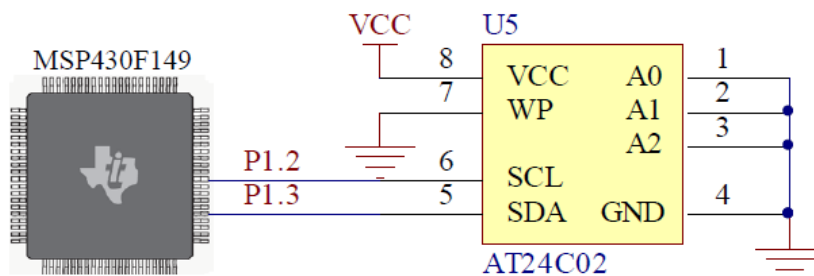 VCC
U5
MSP430F149
8
VCC
A0
1
7
WP
A1
2
A2
3
P1.2
6
SCL
P1.3
5
SDA
GND
4
AT24C02